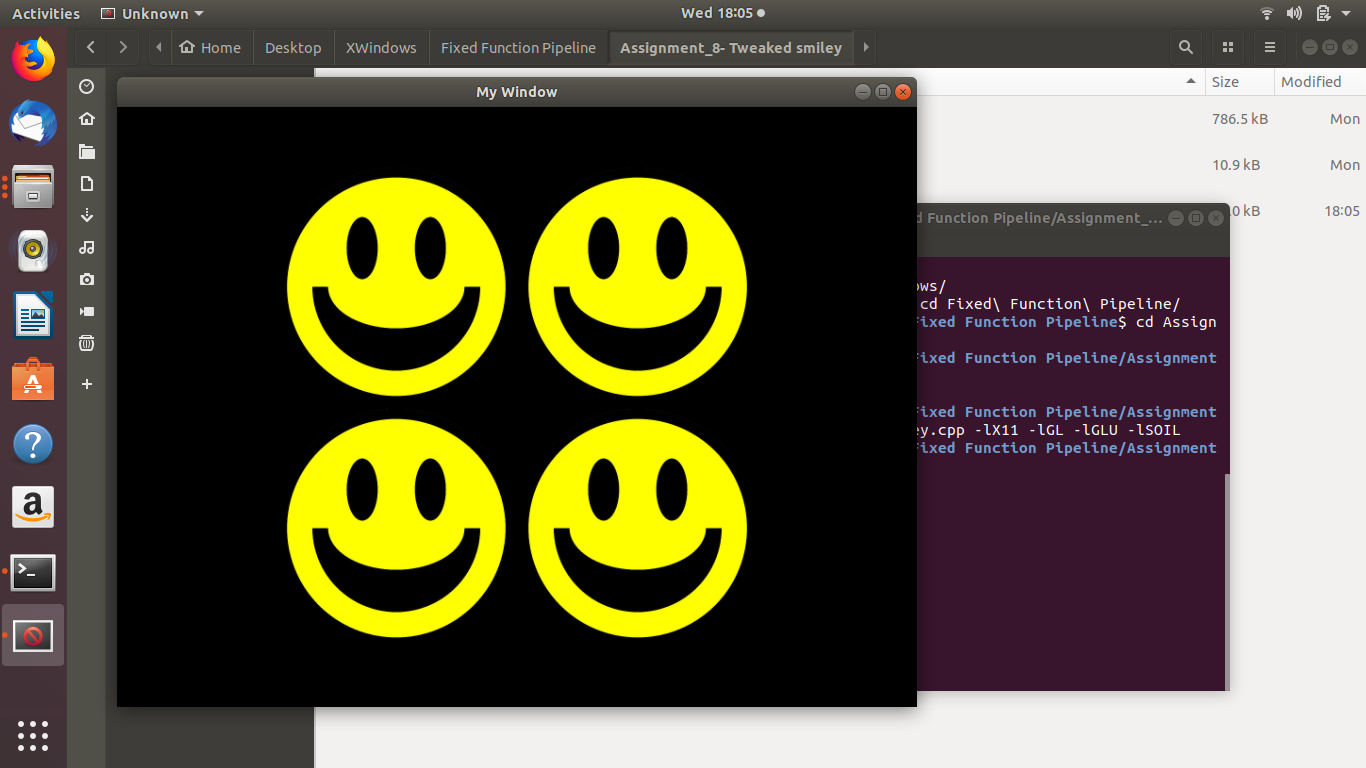 Activities Unknown Wed 18:05
Home Desktop XWindows Fixed Function Pipeline Assignment_8- Tweaked smiley
Size Modified
My Window
786.5 kB Mon
10.9 kB Mon
.0 kB 18:05
d Function Pipeline/Assignment_...
ows/
cd Fixed\ Function\ Pipeline/
Fixed Function Pipeline$ cd Assign
Fixed Function Pipeline/Assignment
Fixed Function Pipeline/Assignment
ey.cpp -lX11 -lGL -lGLU -lSOIL
Fixed Function Pipeline/Assignment